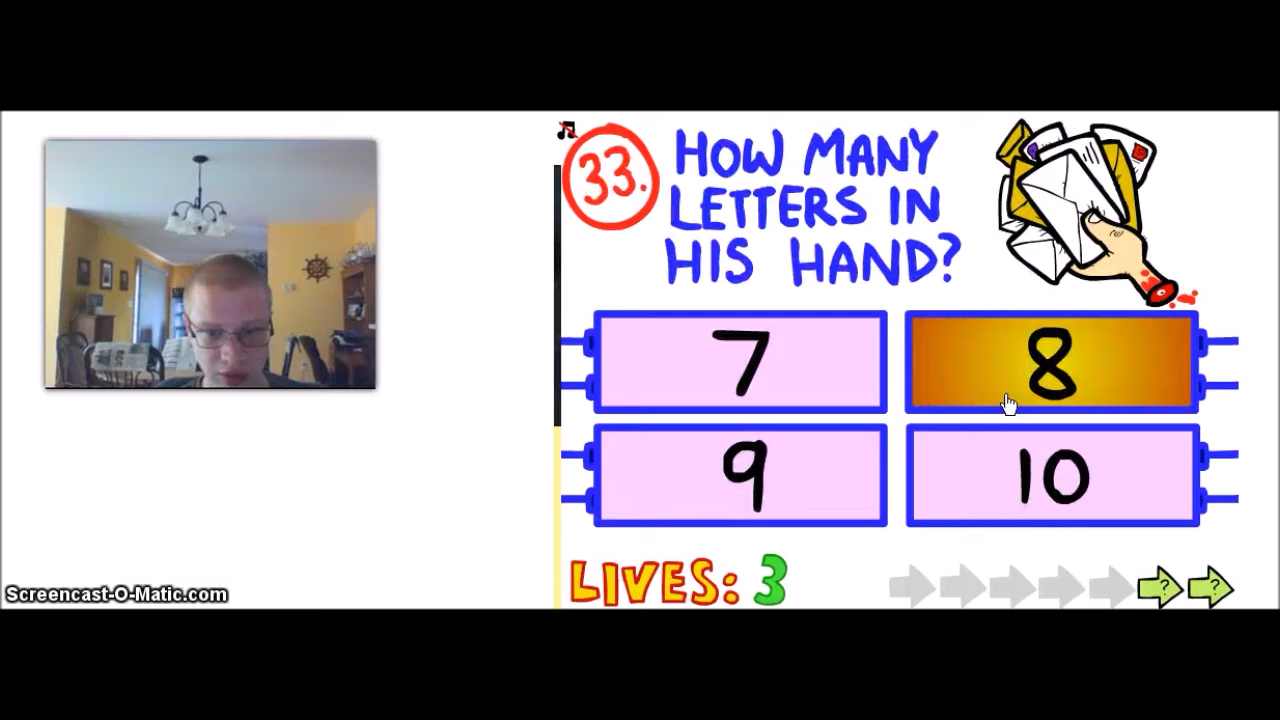 33.
HOW MANY
LETTERS IN
HIS HAND?
7
8
9
10
LIVES: 3
? ?
Screencast-O-Matic.com